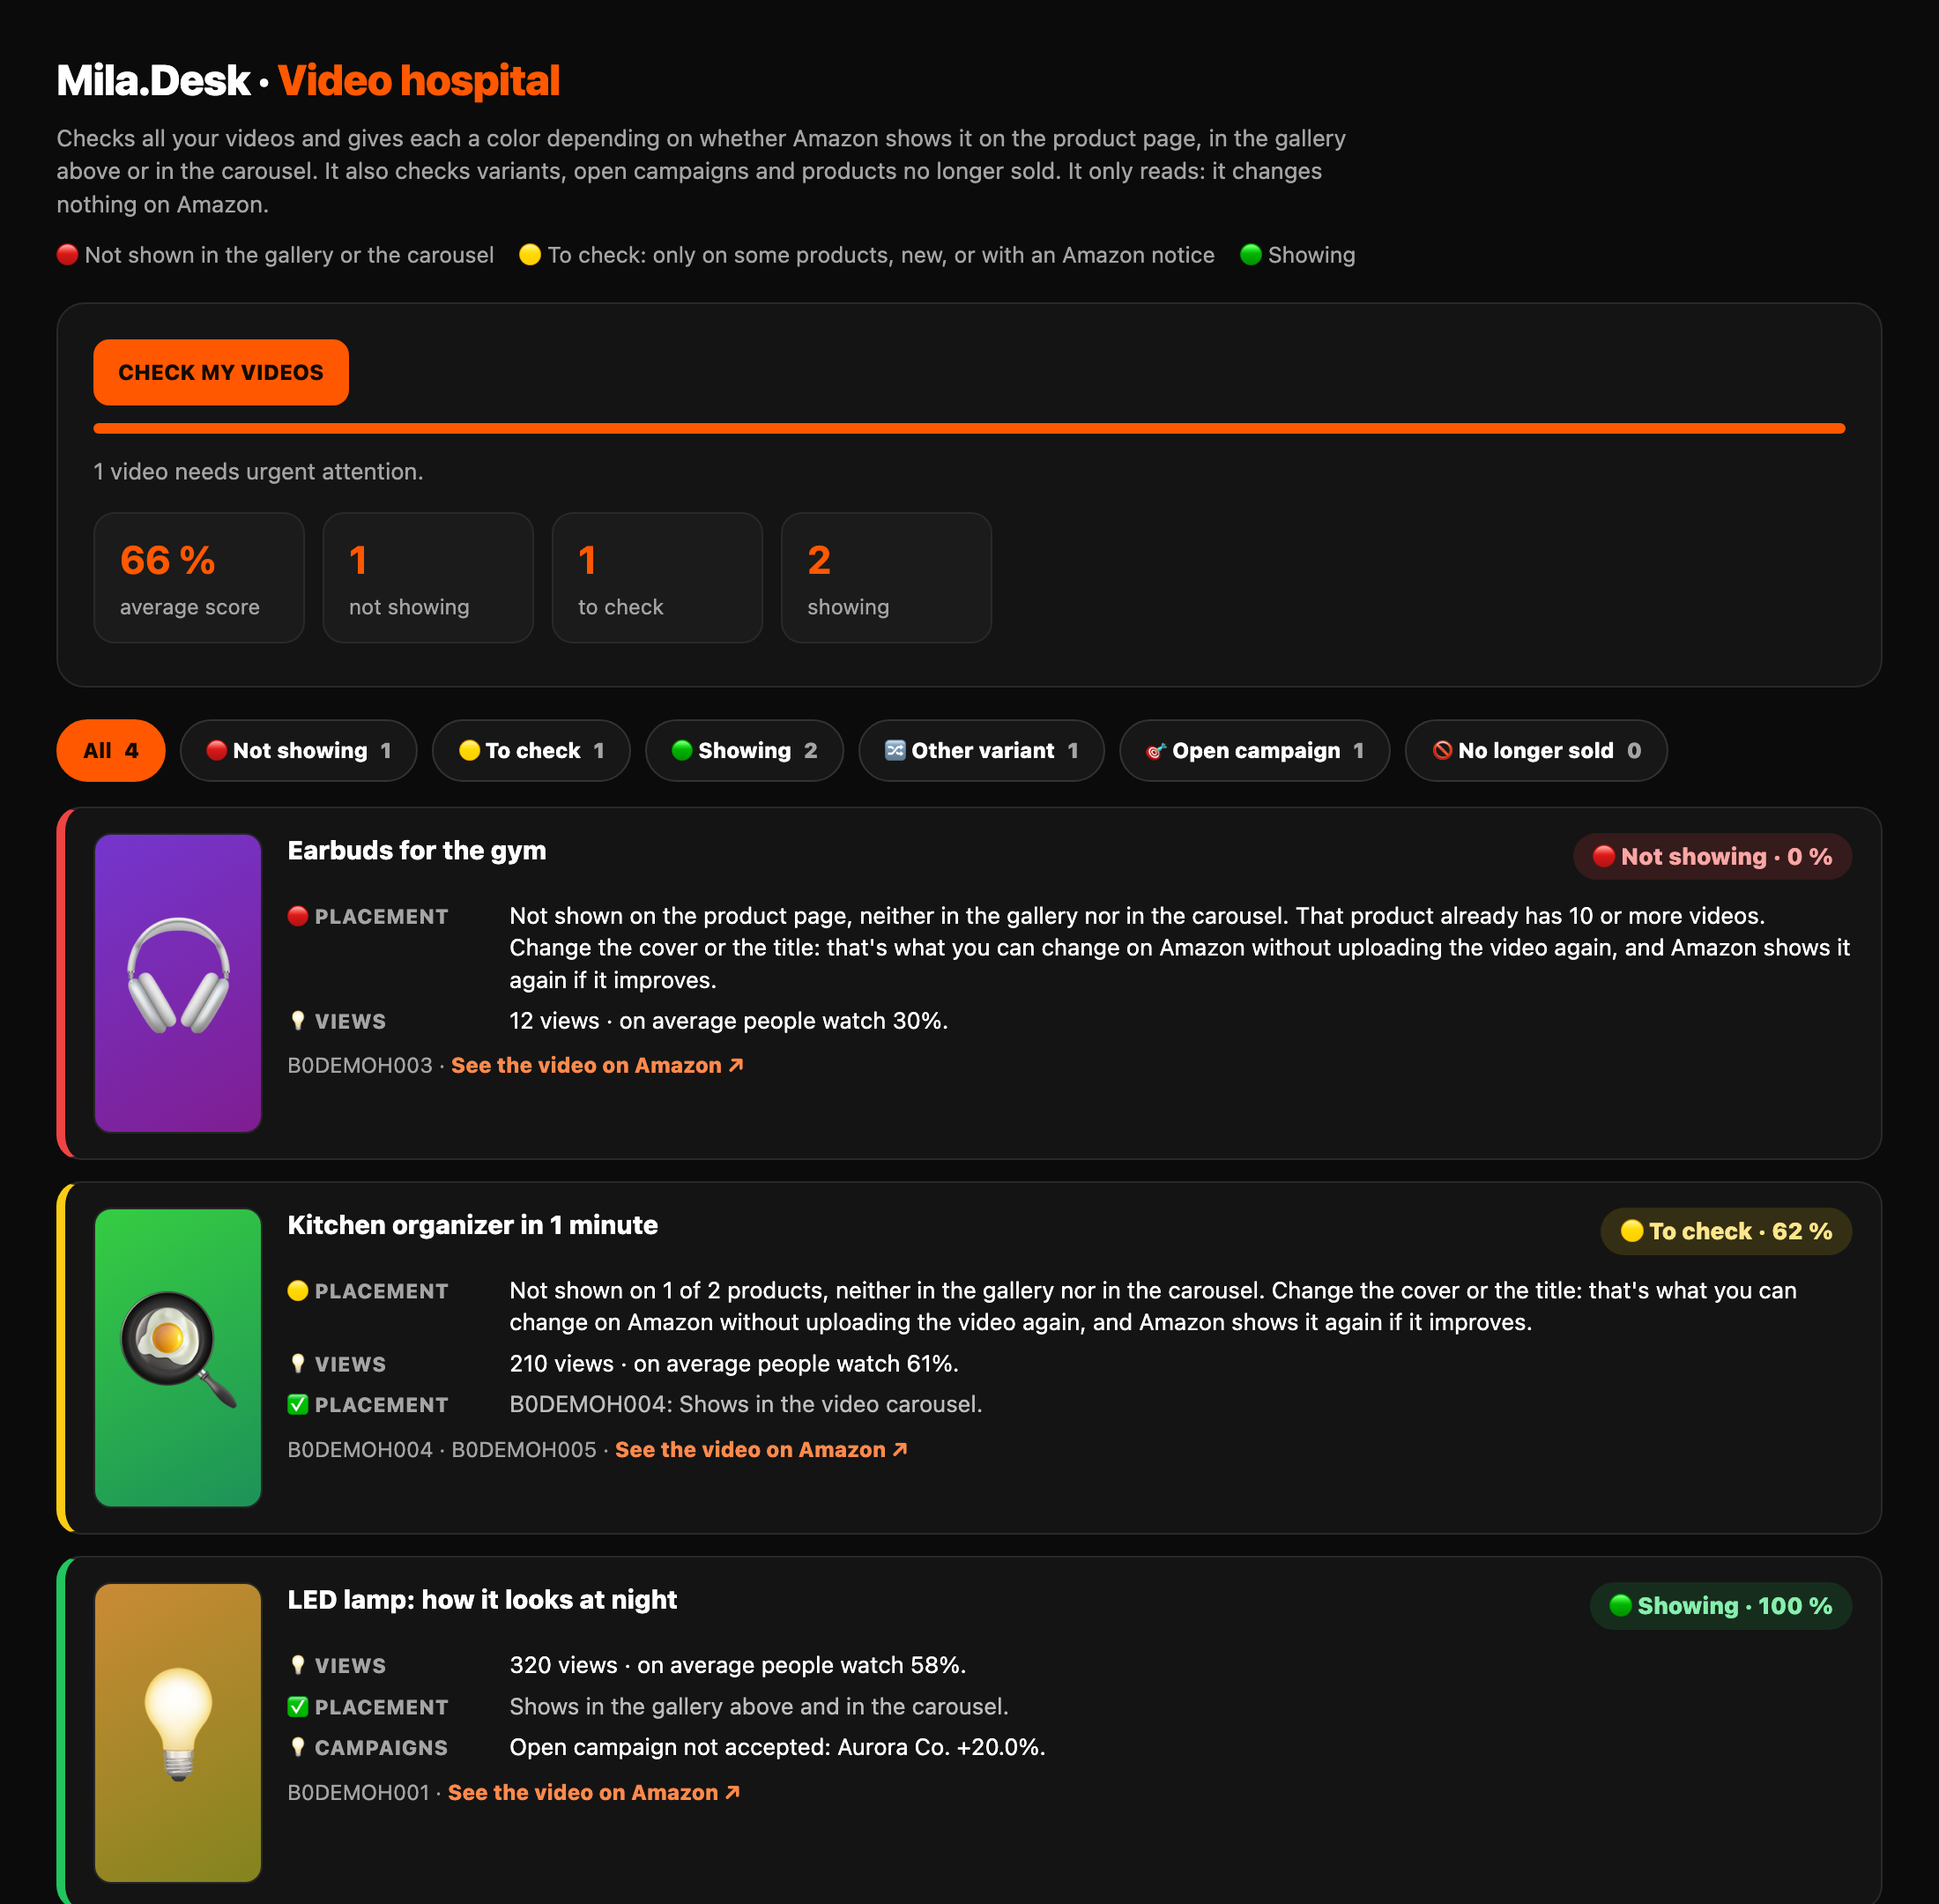 Mila.Desk · Video hospital
Checks all your videos and gives each a color depending on whether Amazon shows it on the product page, in the gallery
above or in the carousel. It also checks variants, open campaigns and products no longer sold. It only reads: it changes
nothing on Amazon.
🔴 Not shown in the gallery or the carousel 🟡 To check: only on some products, new, or with an Amazon notice 🟢 Showing
CHECK MY VIDEOS
1 video needs urgent attention.
66 % 1 1 2
average score not showing to check showing
All 4 🔴 Not showing 1 🟡 To check 1 🟢 Showing 2 🔀 Other variant 1 🎯 Open campaign 1 🚫 No longer sold 0
Earbuds for the gym 🔴 Not showing · 0 %
🔴 PLACEMENT Not shown on the product page, neither in the gallery nor in the carousel. That product already has 10 or more videos.
Change the cover or the title: that's what you can change on Amazon without uploading the video again, and Amazon shows it
again if it improves.
💡 VIEWS 12 views · on average people watch 30%.
B0DEMOH003 · See the video on Amazon ↗
Kitchen organizer in 1 minute 🟡 To check · 62 %
🟡 PLACEMENT Not shown on 1 of 2 products, neither in the gallery nor in the carousel. Change the cover or the title: that's what you can
change on Amazon without uploading the video again, and Amazon shows it again if it improves.
💡 VIEWS 210 views · on average people watch 61%.
✅ PLACEMENT B0DEMOH004: Shows in the video carousel.
B0DEMOH004 · B0DEMOH005 · See the video on Amazon ↗
LED lamp: how it looks at night 🟢 Showing · 100 %
💡 VIEWS 320 views · on average people watch 58%.
✅ PLACEMENT Shows in the gallery above and in the carousel.
💡 CAMPAIGNS Open campaign not accepted: Aurora Co. +20.0%.
B0DEMOH001 · See the video on Amazon ↗